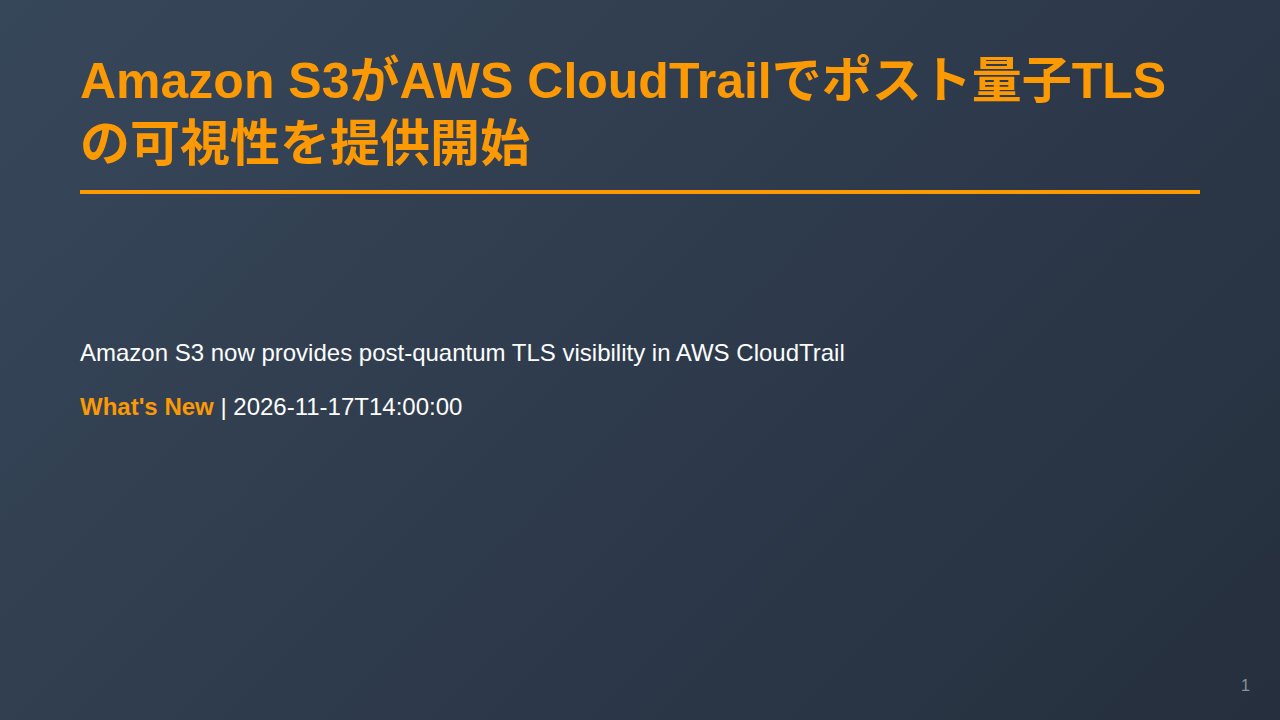 Amazon S3がAWS CloudTrailでポスト量子TLS
の可視性を提供開始
Amazon S3 now provides post-quantum TLS visibility in AWS CloudTrail
What's New | 2026-11-17T14:00:00
1